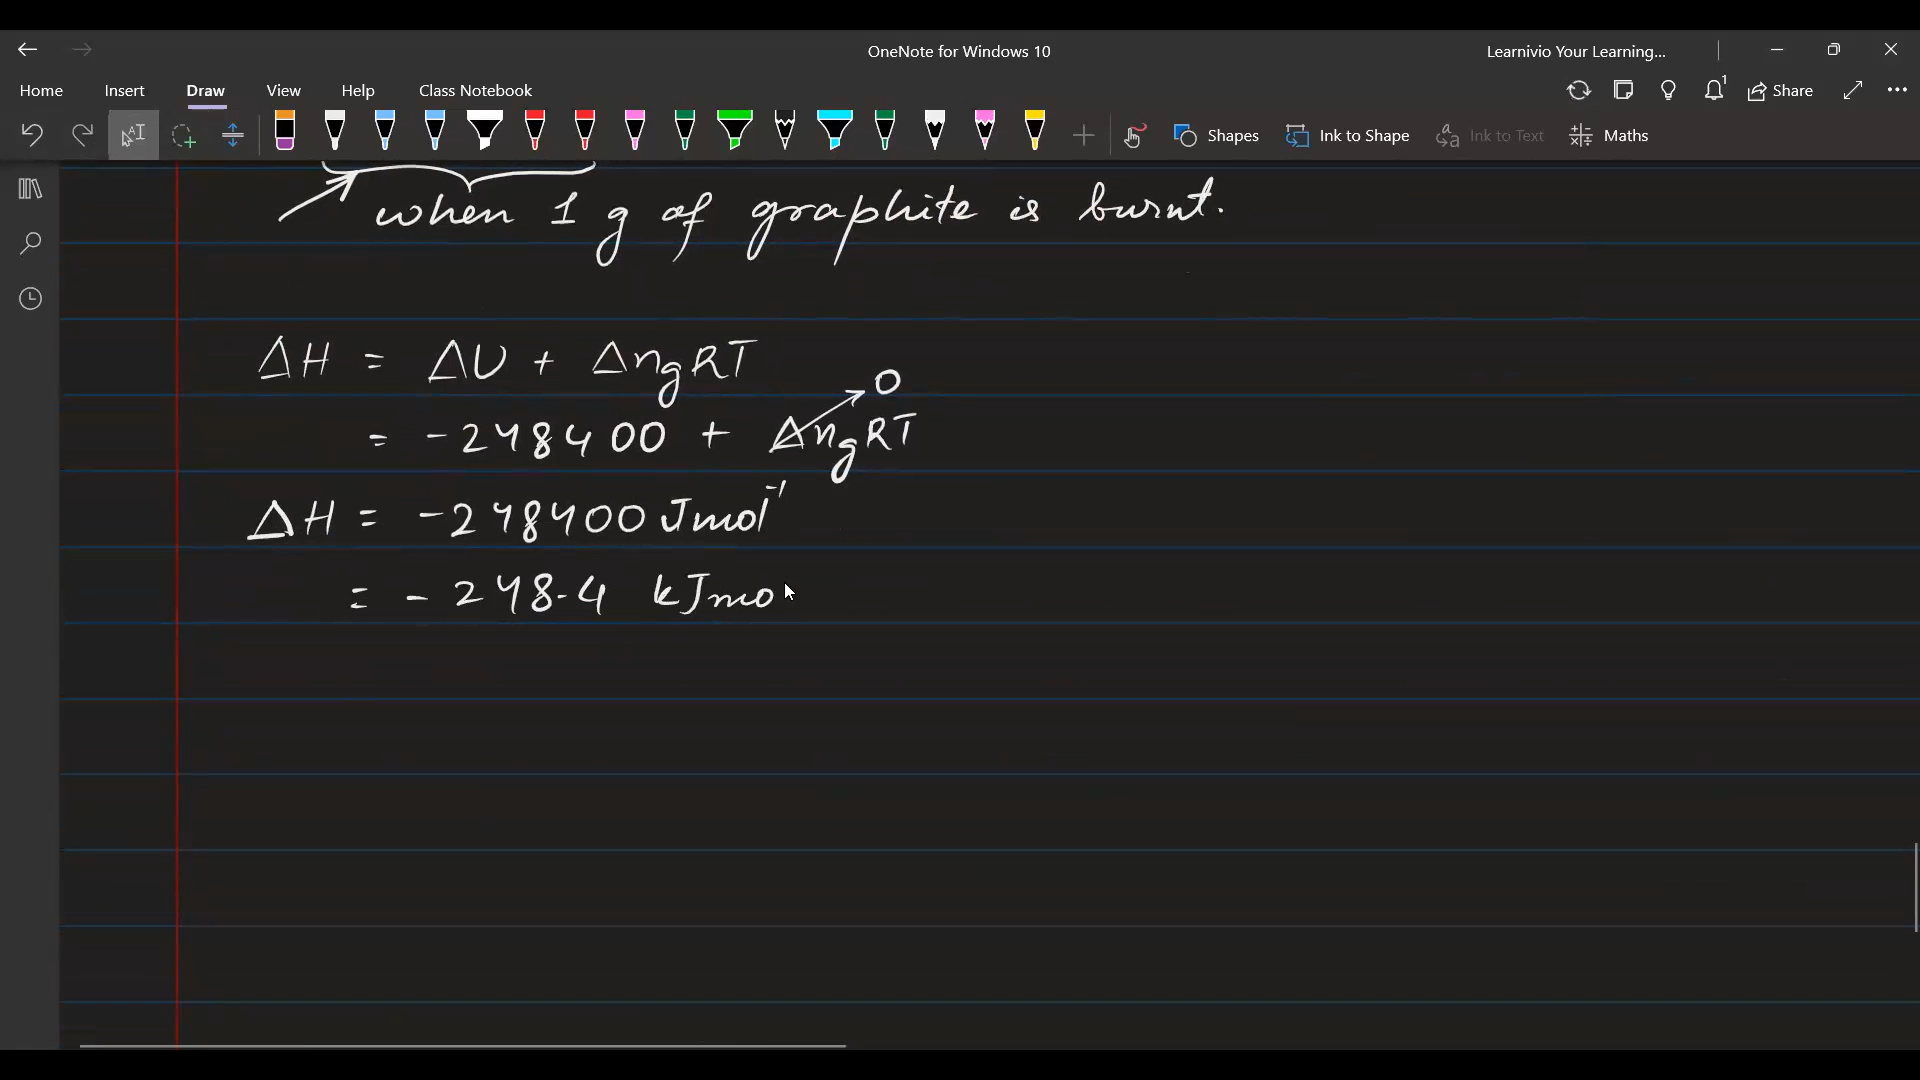 OneNote for Windows 10
Learnivio Your Learning...
Home Insert Draw View Help Class Notebook
1 Share
Shapes Ink to Shape Ink to Text Maths
when 1 g of graphite is burnt.
ΔH = ΔU + ΔngRT
0
= -248400 + ΔngRT
ΔH = -248400 Jmol⁻¹
= -248.4 kJmo